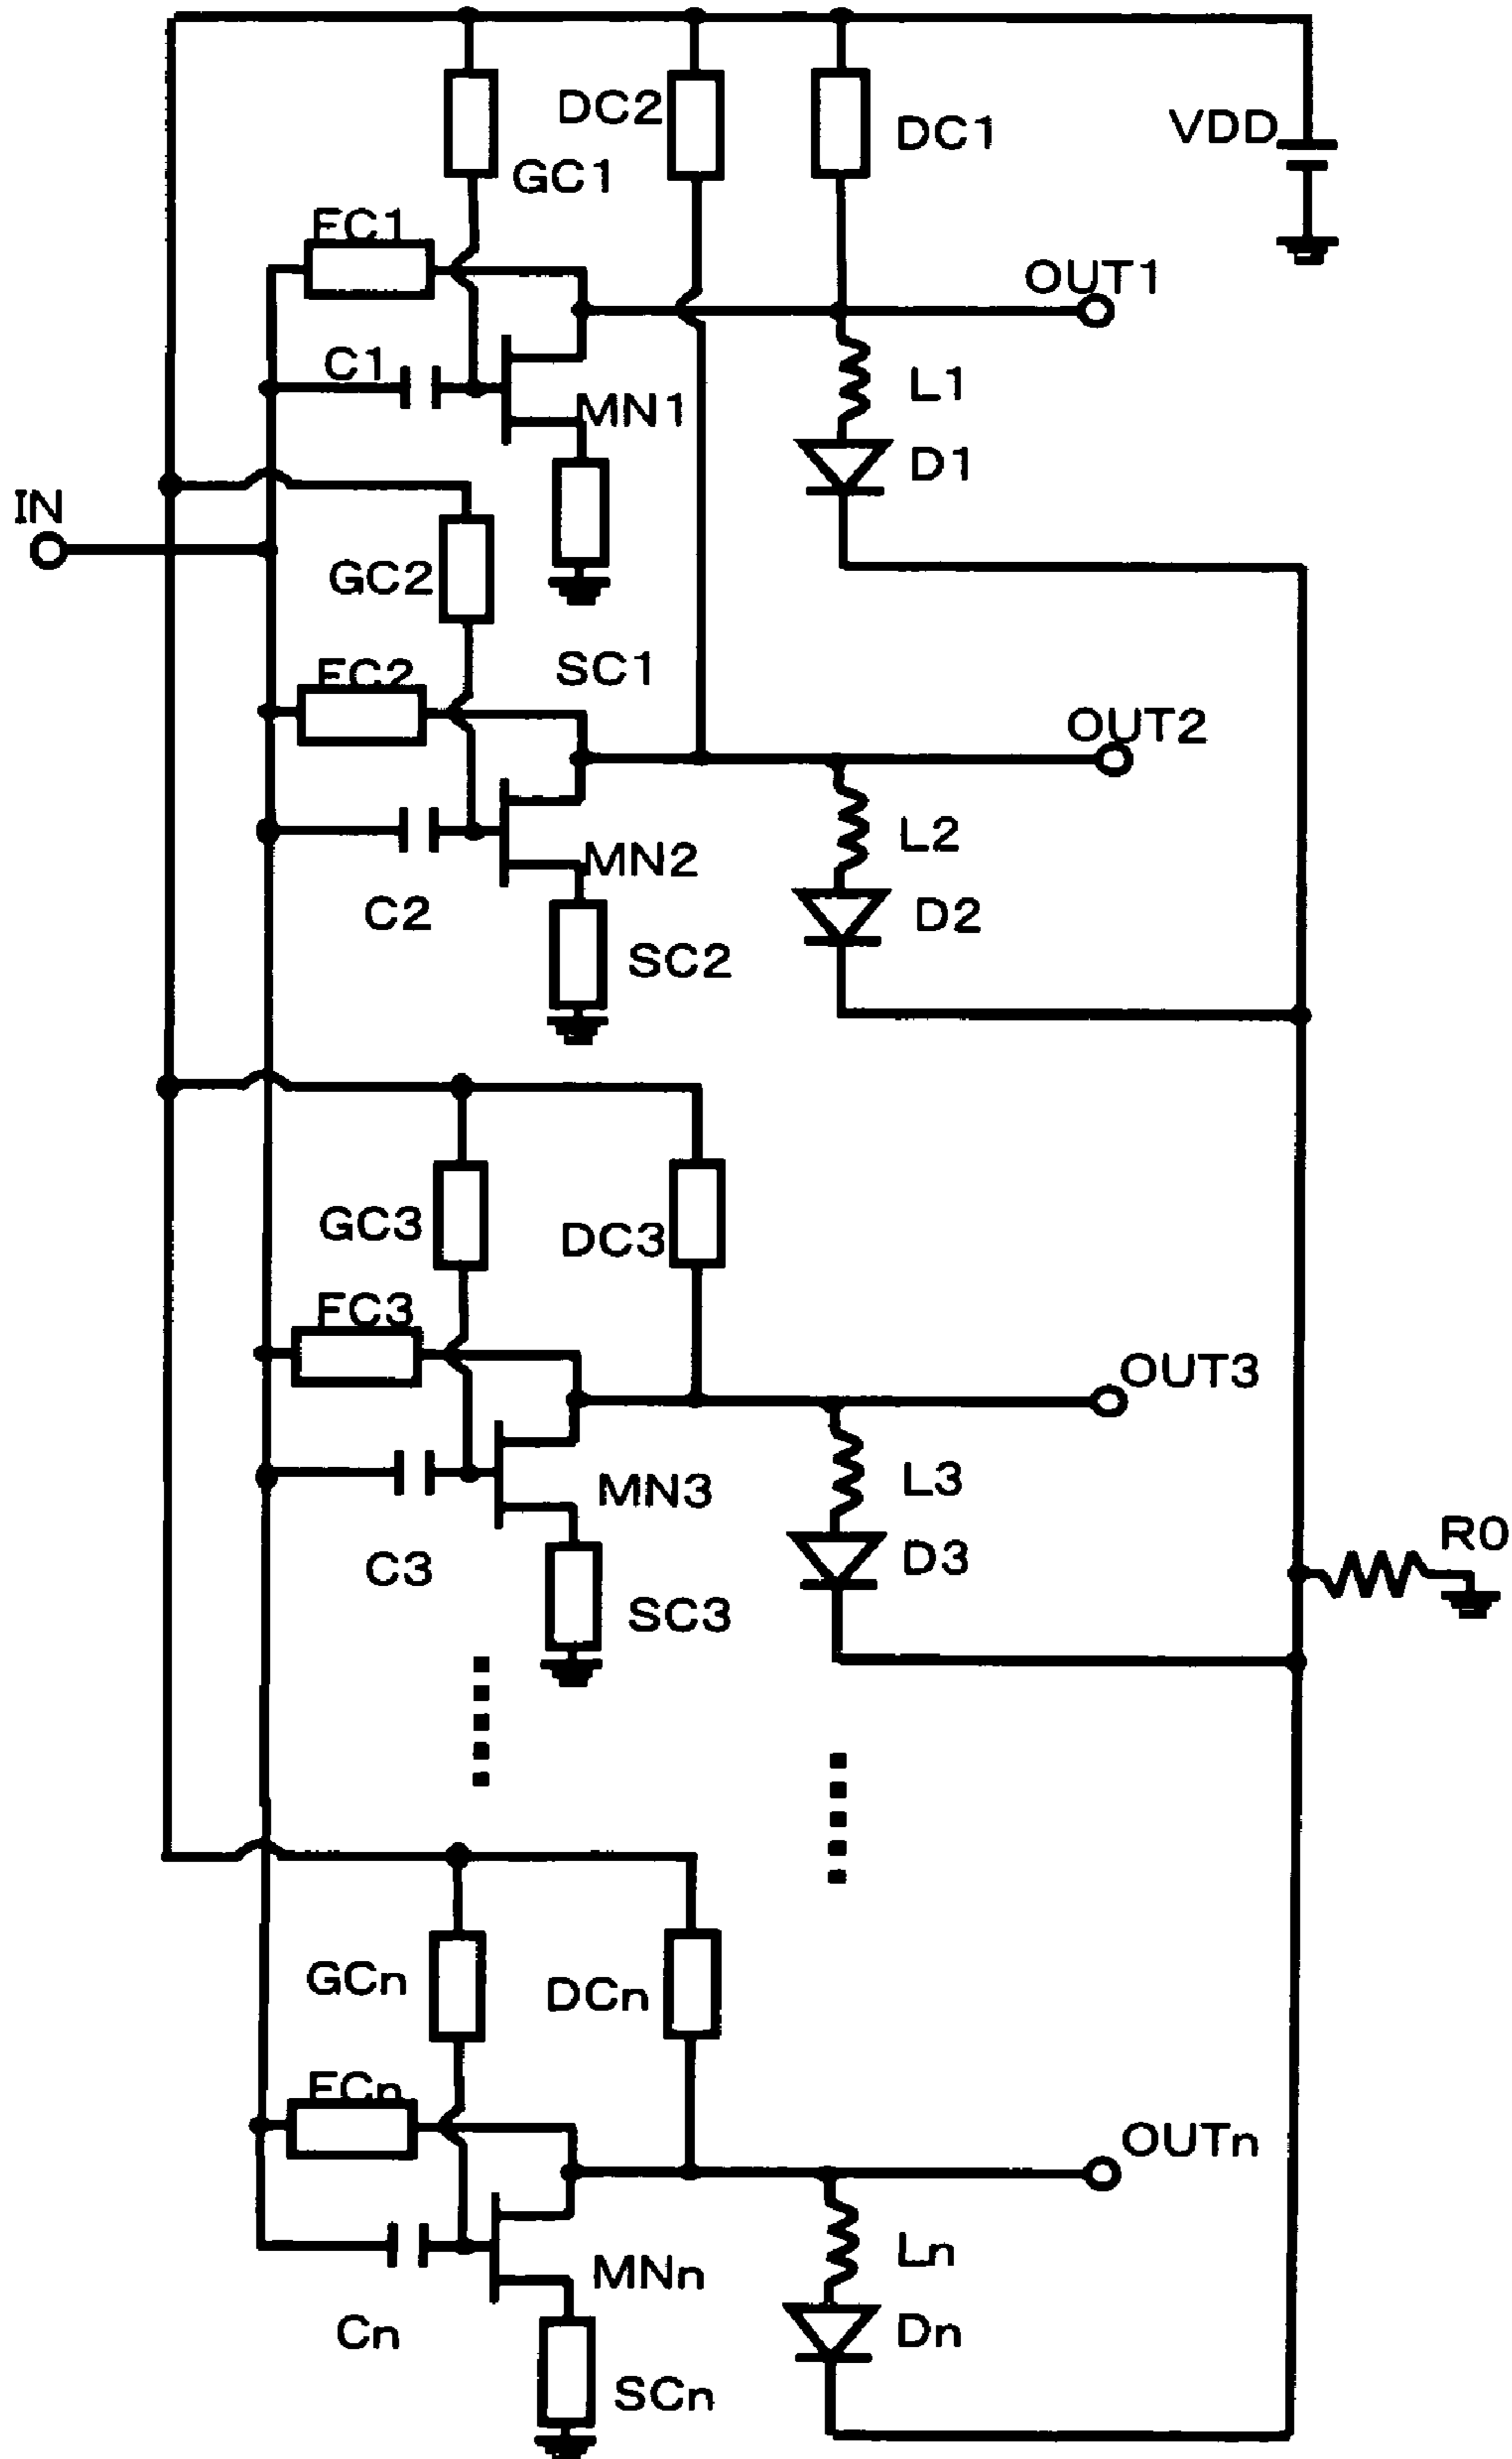 DC2
DC1
VDD
GC1
FC1
OUT1
C1
L1
MN1
D1
IN
GC2
SC1
FC2
OUT2
L2
MN2
C2
D2
SC2
GC3
DC3
FC3
OUT3
L3
MN3
R0
C3
D3
SC3
GCn
DCn
FCn
OUTn
Ln
MNn
Cn
Dn
SCn